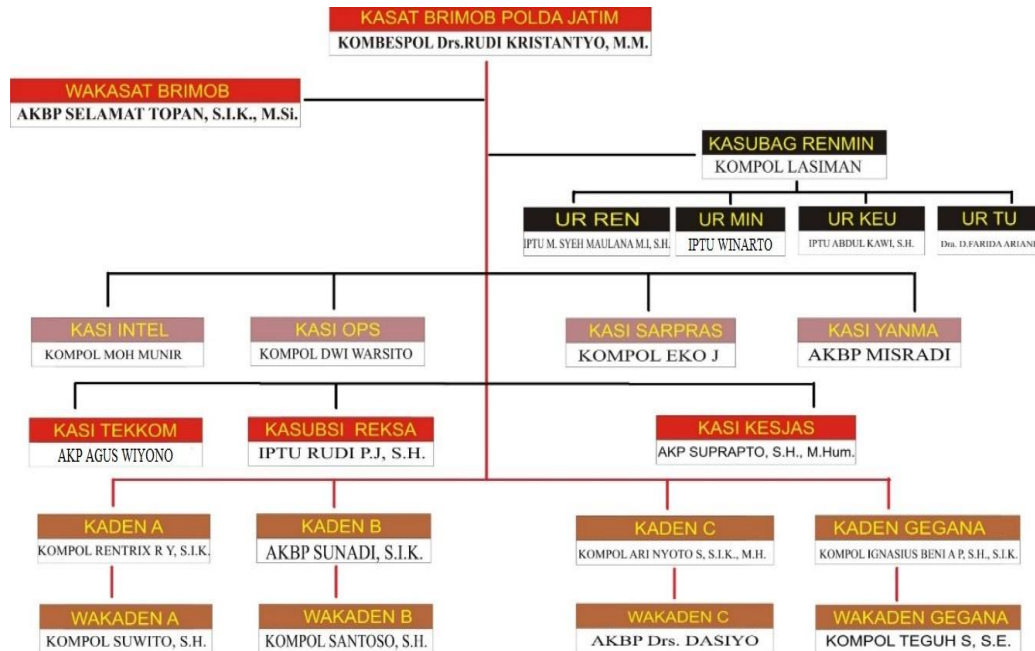 KASAT BRIMOB POLDA JATIM
KOMBESPOL Drs.RUDI KRISTANTYO, M.M.
WAKASAT BRIMOB
AKBP SELAMAT TOPAN, S.I.K., M.Si.
KASUBAG RENMIN
KOMPOL LASIMAN
UR REN
IPTU M. SYEH MAULANA M.I, S.H.
UR MIN
IPTU WINARTO
UR KEU
IPTU ABDUL KAWI, S.H.
UR TU
Dra. D.FARIDA ARIANI
KASI INTEL
KOMPOL MOH MUNIR
KASI OPS
KOMPOL DWI WARSITO
KASI SARPRAS
KOMPOL EKO J
KASI YANMA
AKBP MISRADI
KASI TEKKOM
AKP AGUS WIYONO
KASUBSI REKSA
IPTU RUDI P.J, S.H.
KASI KESJAS
AKP SUPRAPTO, S.H., M.Hum.
KADEN A
KOMPOL RENTRIX R Y, S.I.K.
KADEN B
AKBP SUNADI, S.I.K.
KADEN C
KOMPOL ARI NYOTO S, S.I.K., M.H.
KADEN GEGANA
KOMPOL IGNASIUS BENI A P, S.H., S.I.K.
WAKADEN A
KOMPOL SUWITO, S.H.
WAKADEN B
KOMPOL SANTOSO, S.H.
WAKADEN C
AKBP Drs. DASIYO
WAKADEN GEGANA
KOMPOL TEGUH S, S.E.